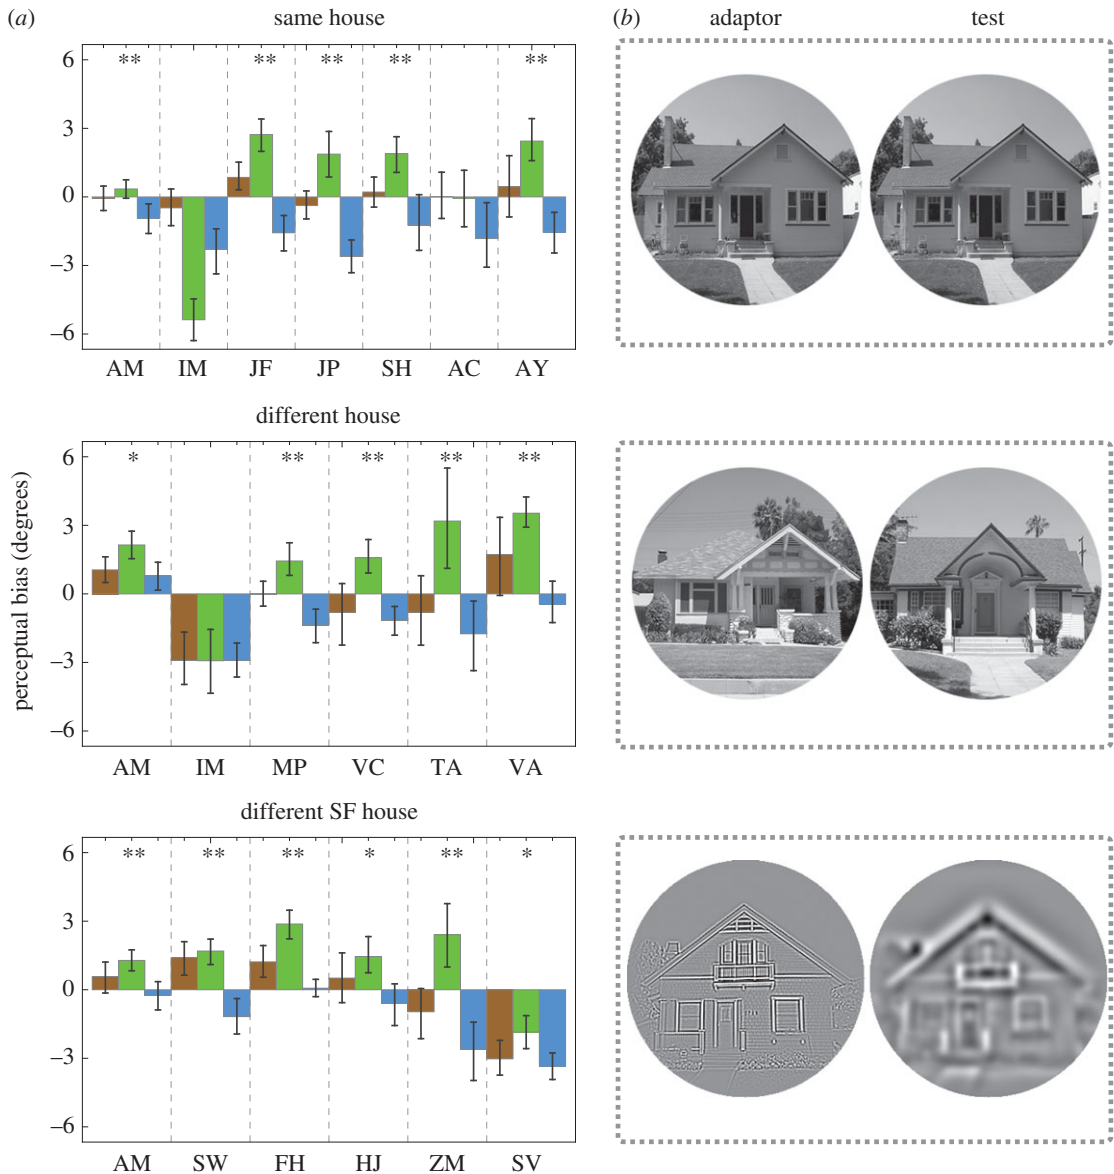 (a) same house
6
3
0
−3
−6
** ** ** ** **
AM IM JF JP SH AC AY
different house
perceptual bias (degrees)
6
3
0
−3
−6
* ** ** ** **
AM IM MP VC TA VA
different SF house
6
3
0
−3
−6
** ** ** * ** *
AM SW FH HJ ZM SV
(b) adaptor test